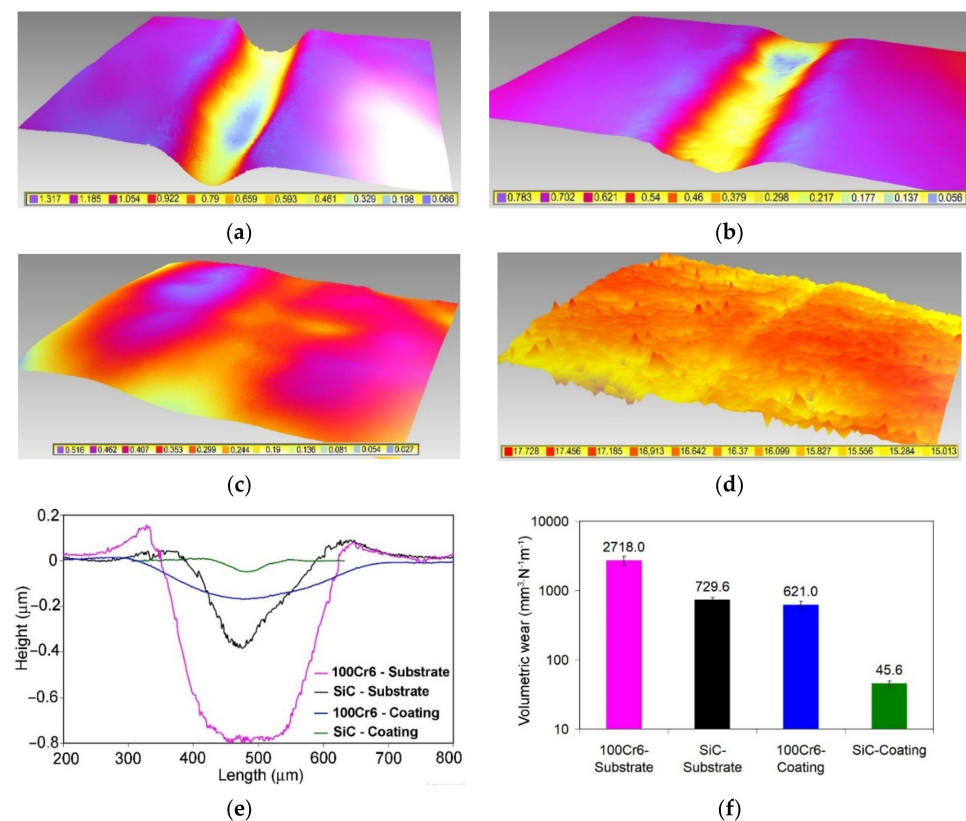 1.317 1.185 1.054 0.922 0.79 0.659 0.593 0.461 0.329 0.198 0.066
(a)
0.783 0.702 0.621 0.54 0.46 0.379 0.298 0.217 0.177 0.137 0.056
(b)
0.516 0.462 0.407 0.353 0.299 0.244 0.19 0.136 0.081 0.054 0.027
(c)
17.728 17.456 17.185 16,913 16.642 16.37 16.099 15.827 15.556 15.284 15.013
(d)
Height (μm)
0.2
0
−0.2
−0.4
−0.6
−0.8
100Cr6 - Substrate
SiC - Substrate
100Cr6 - Coating
SiC - Coating
200 300 400 500 600 700 800
Length (μm)
(e)
Volumetric wear (mm³·N⁻¹m⁻¹)
10000
1000
100
10
2718.0
729.6
621.0
45.6
100Cr6-
Substrate
SiC-
Substrate
100Cr6-
Coating
SiC-Coating
(f)